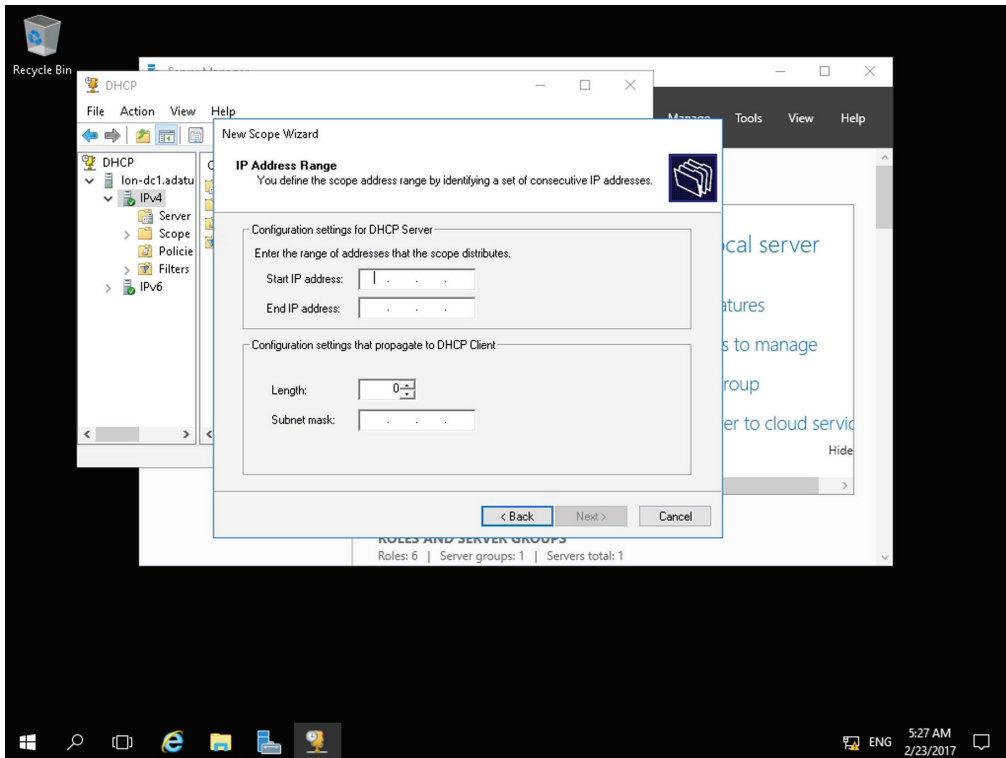 Recycle Bin
DHCP
File Action View Help
Manage Tools View Help
New Scope Wizard
IP Address Range
You define the scope address range by identifying a set of consecutive IP addresses.
DHCP
lon-dc1.adatu
IPv4
Server
Scope
Policie
Filters
IPv6
Configuration settings for DHCP Server
Enter the range of addresses that the scope distributes.
Start IP address: . . .
End IP address: . . .
Configuration settings that propagate to DHCP Client
Length: 0
Subnet mask: . . .
< Back Next > Cancel
cal server
atures
s to manage
roup
er to cloud servic
Hide
ROLES AND SERVER GROUPS
Roles: 6 | Server groups: 1 | Servers total: 1
ENG
5:27 AM
2/23/2017